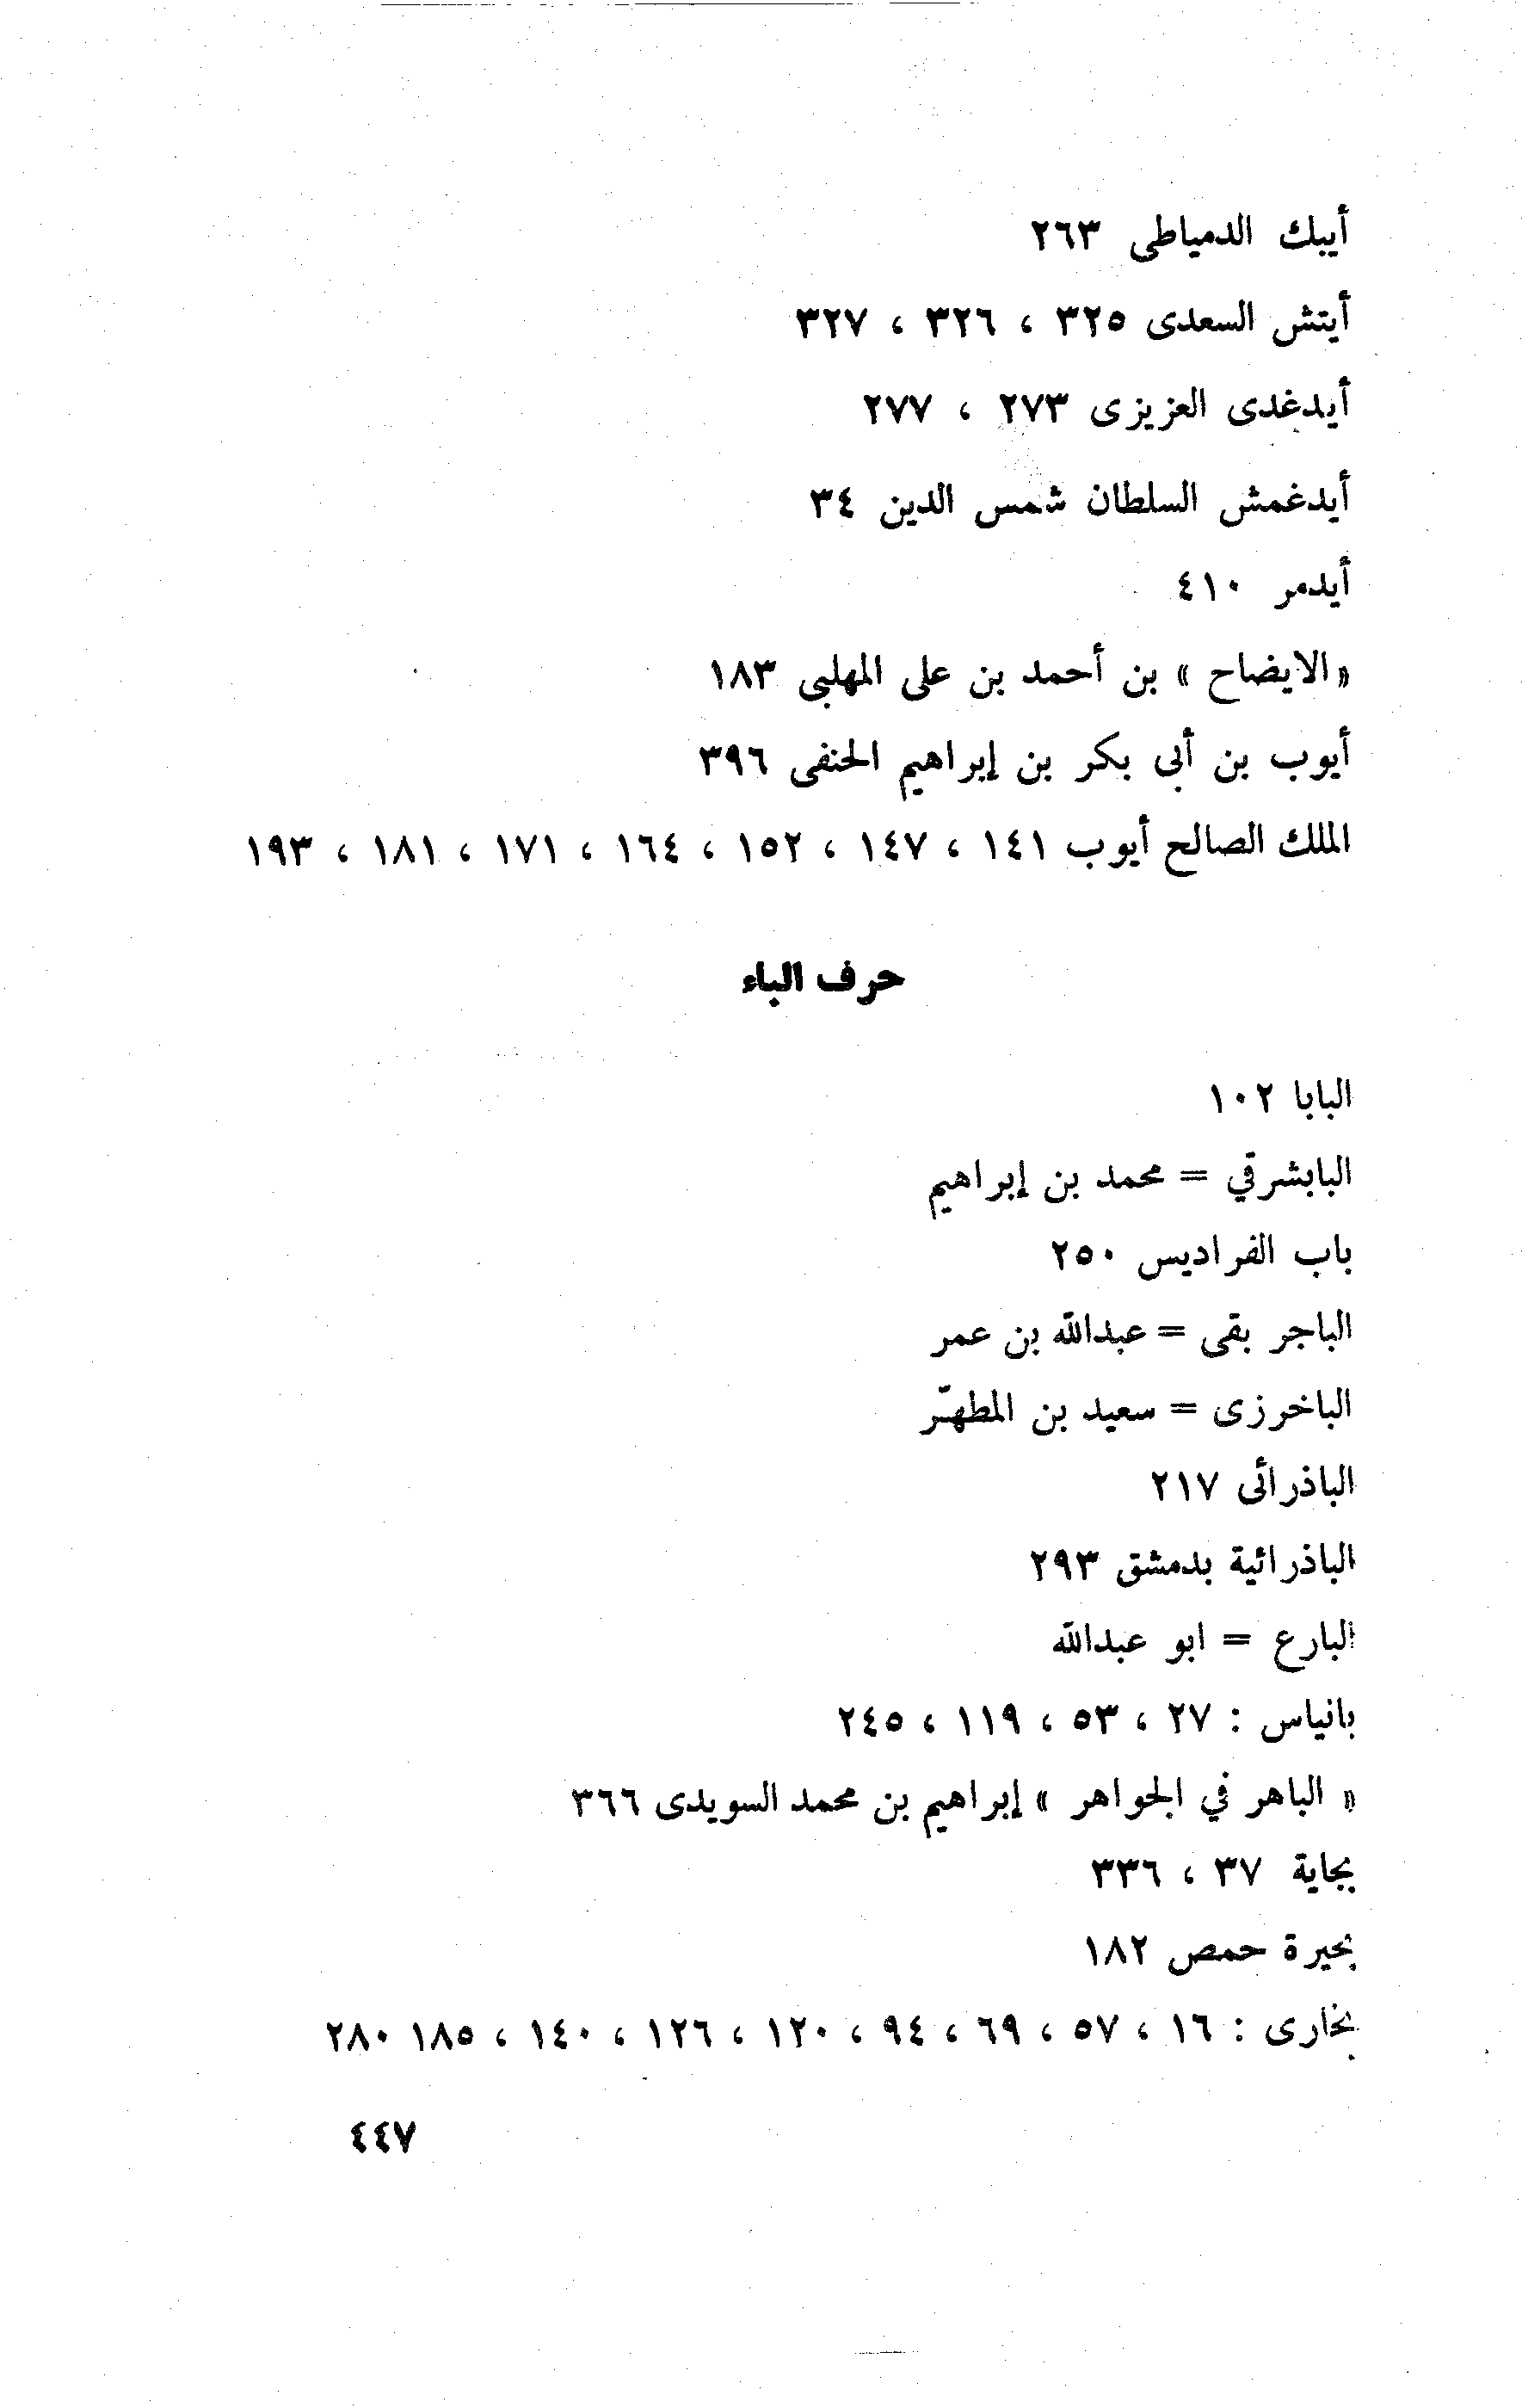 أيبك الدمياطى ٢٦٣
أيتش السعدى ٣٢٥ ، ٣٢٦ ، ٣٢٧
أيدغدى العزيزى ٢٧٣ ، ٢٧٧
أيدغمش السلطان شمس الدين ٣٤
أيدمر ٤١٠
«الايضاح » بن أحمد بن على المهلبى ١٨٣
أيوب بن أبى بكر بن إبراهيم الحنفى ٣٩٦
الملك الصالح أيوب ١٤١ ، ١٤٧ ، ١٥٢ ، ١٦٤ ، ١٧١ ، ١٨١ ، ١٩٣
حرف الباء
البابا ١٠٢
البابشرقي = محمد بن إبراهيم
باب الفراديس ٢٥٠
الباجر بقى = عبدالله بن عمر
الباخرزى = سعيد بن المطهّر
الباذرائى ٢١٧
الباذرائية بدمشق ٢٩٣
البارع = ابو عبدالله
بانياس : ٢٧ ، ٥٣ ، ١١٩ ، ٢٤٥
« الباهر في الجواهر » إبراهيم بن محمد السويدى ٣٦٦
بجاية ٣٧ ، ٣٣٦
بحيرة حمص ١٨٢
بخارى : ١٦ ، ٥٧ ، ٦٩ ، ٩٤ ، ١٢٠ ، ١٢٦ ، ١٤٠ ، ١٨٥ ٢٨٠
٤٤٧